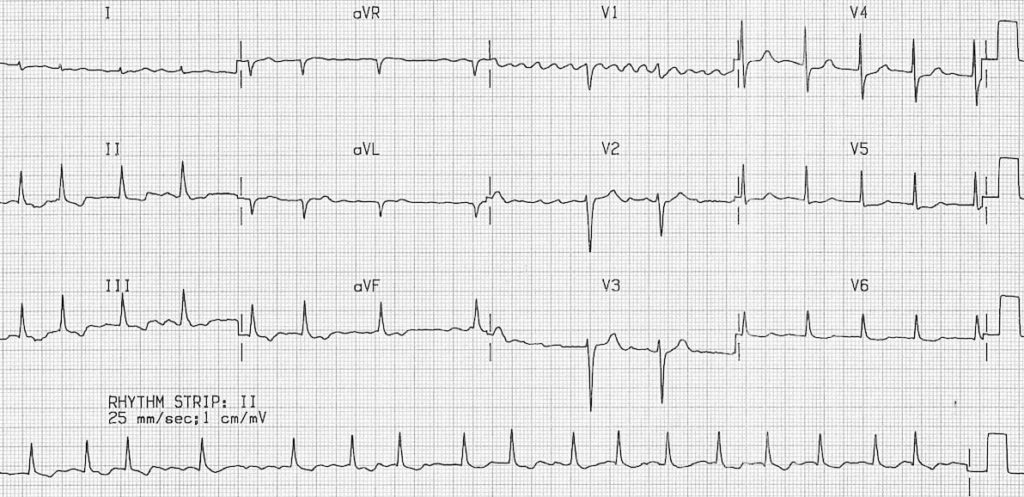 I aVR V1 V4
II aVL V2 V5
III aVF V3 V6
RHYTHM STRIP: II
25 mm/sec;1 cm/mV